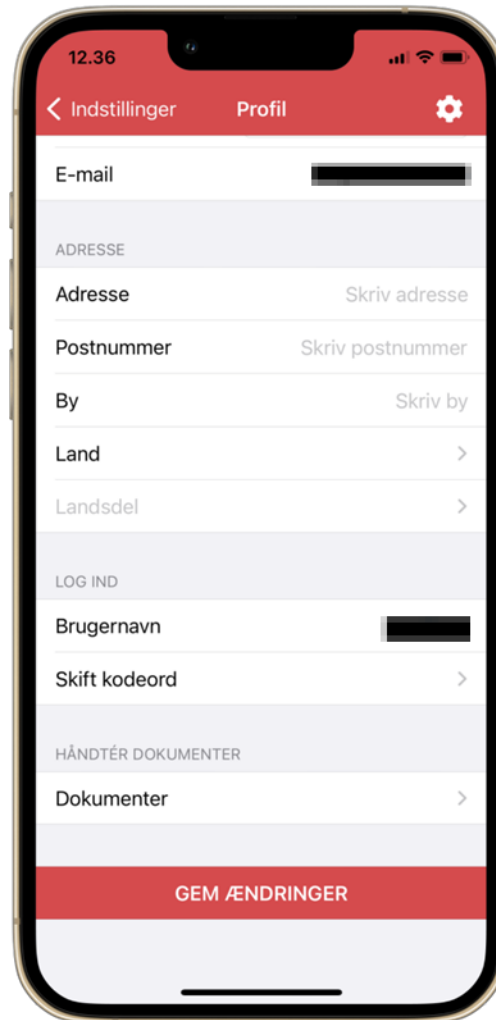 12.36
Indstillinger Profil
E-mail
ADRESSE
Adresse Skriv adresse
Postnummer Skriv postnummer
By Skriv by
Land
Landsdel
LOG IND
Brugernavn
Skift kodeord
HÅNDTÉR DOKUMENTER
Dokumenter
GEM ÆNDRINGER